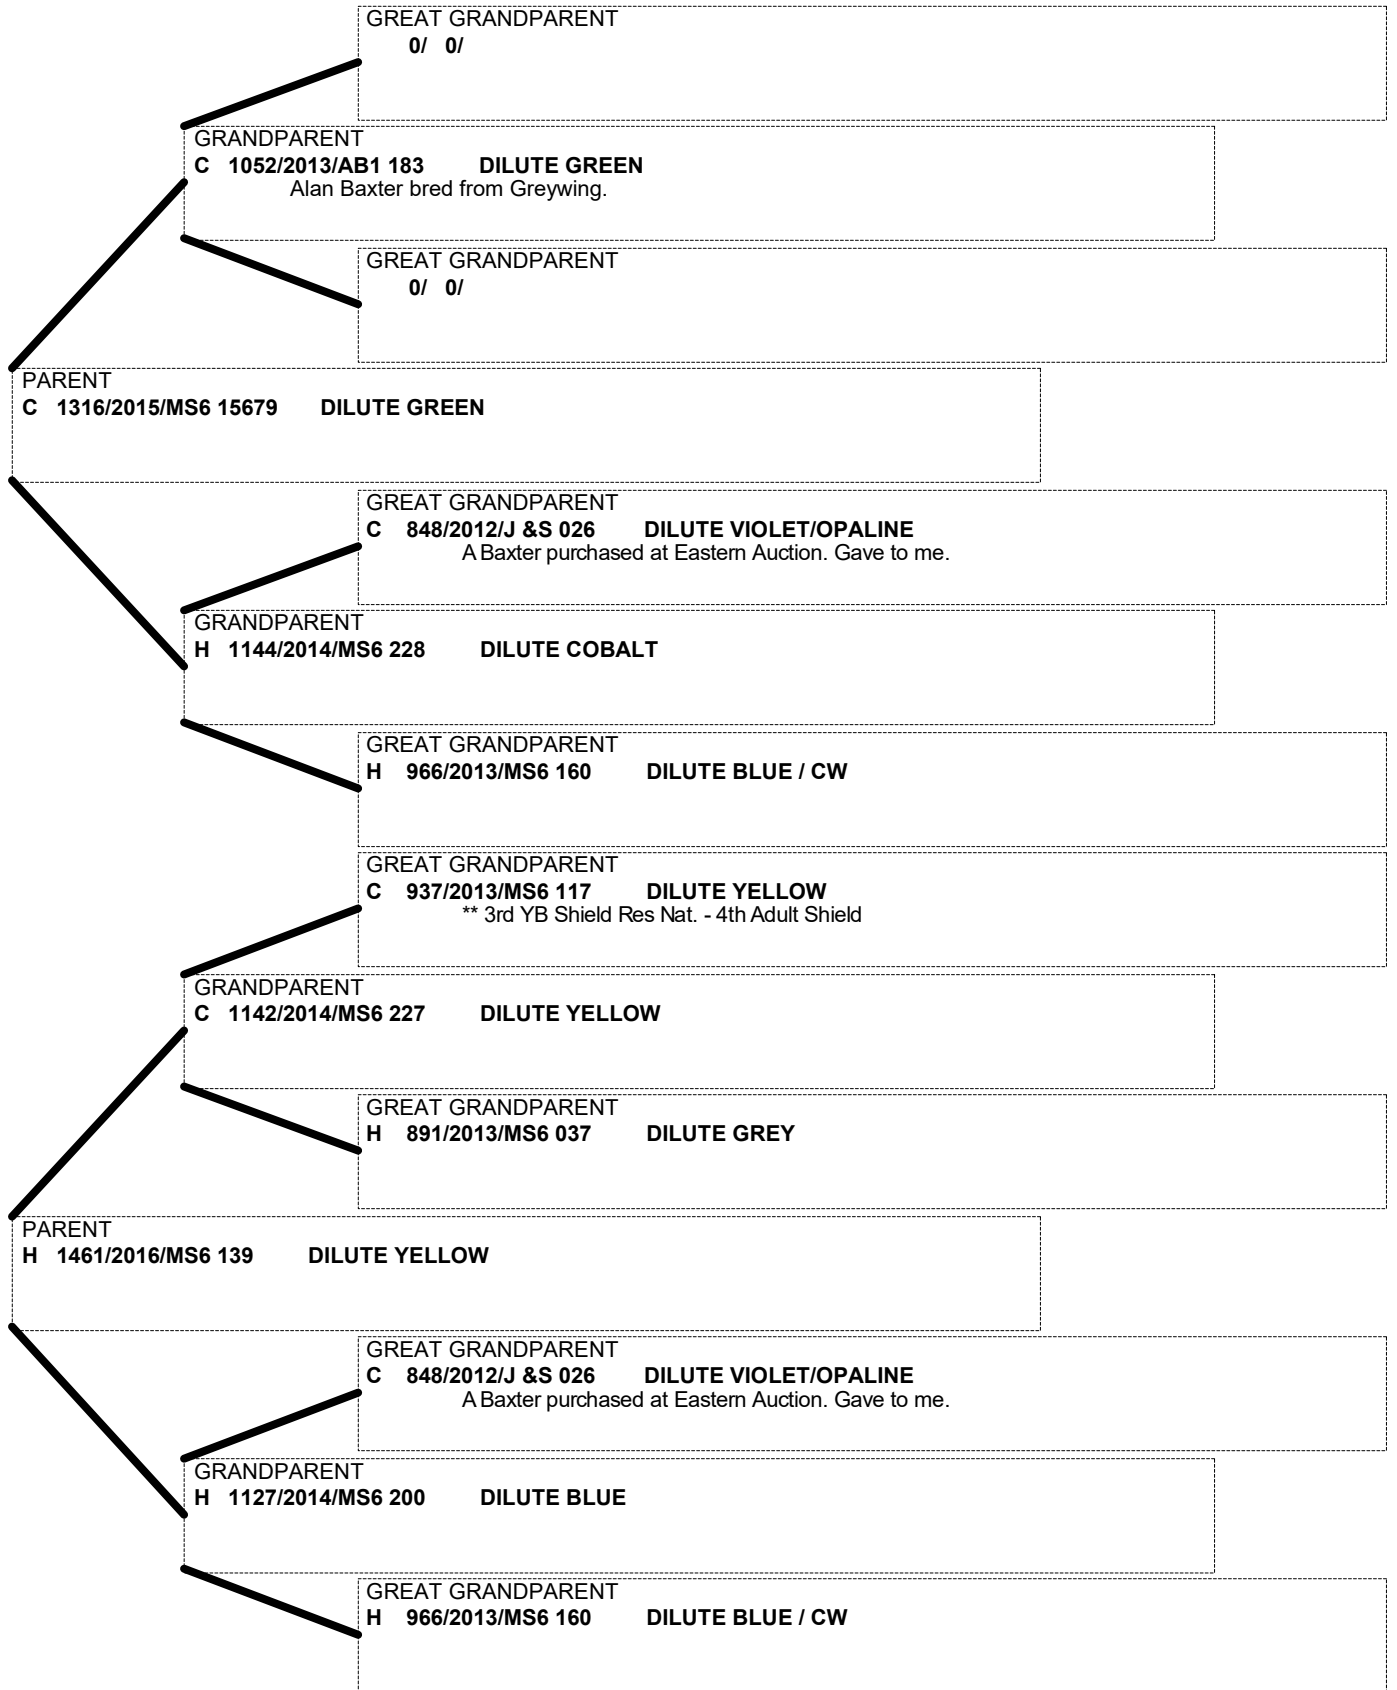 GREAT GRANDPARENT
0/ 0/
GRANDPARENT
C 1052/2013/AB1 183 DILUTE GREEN
Alan Baxter bred from Greywing.
GREAT GRANDPARENT
0/ 0/
PARENT
C 1316/2015/MS6 15679 DILUTE GREEN
GREAT GRANDPARENT
C 848/2012/J &S 026 DILUTE VIOLET/OPALINE
A Baxter purchased at Eastern Auction. Gave to me.
GRANDPARENT
H 1144/2014/MS6 228 DILUTE COBALT
GREAT GRANDPARENT
H 966/2013/MS6 160 DILUTE BLUE / CW
GREAT GRANDPARENT
C 937/2013/MS6 117 DILUTE YELLOW
** 3rd YB Shield Res Nat. - 4th Adult Shield
GRANDPARENT
C 1142/2014/MS6 227 DILUTE YELLOW
GREAT GRANDPARENT
H 891/2013/MS6 037 DILUTE GREY
PARENT
H 1461/2016/MS6 139 DILUTE YELLOW
GREAT GRANDPARENT
C 848/2012/J &S 026 DILUTE VIOLET/OPALINE
A Baxter purchased at Eastern Auction. Gave to me.
GRANDPARENT
H 1127/2014/MS6 200 DILUTE BLUE
GREAT GRANDPARENT
H 966/2013/MS6 160 DILUTE BLUE / CW